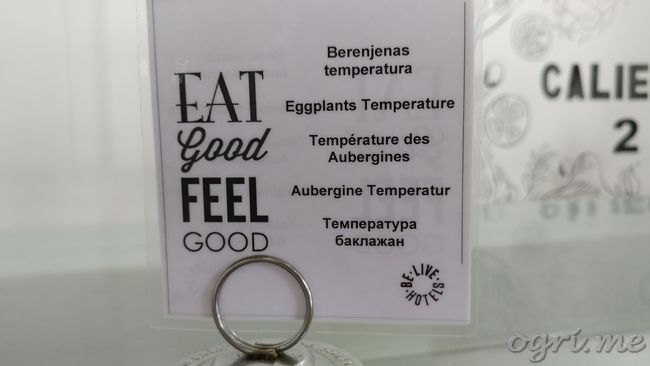 EAT
Good
FEEL
GOOD
Berenjenas
temperatura
Eggplants Temperature
Température des
Aubergines
Aubergine Temperatur
Температура
баклажан
BE·LIVE
HOTELS
CALIE
2
ogri.me